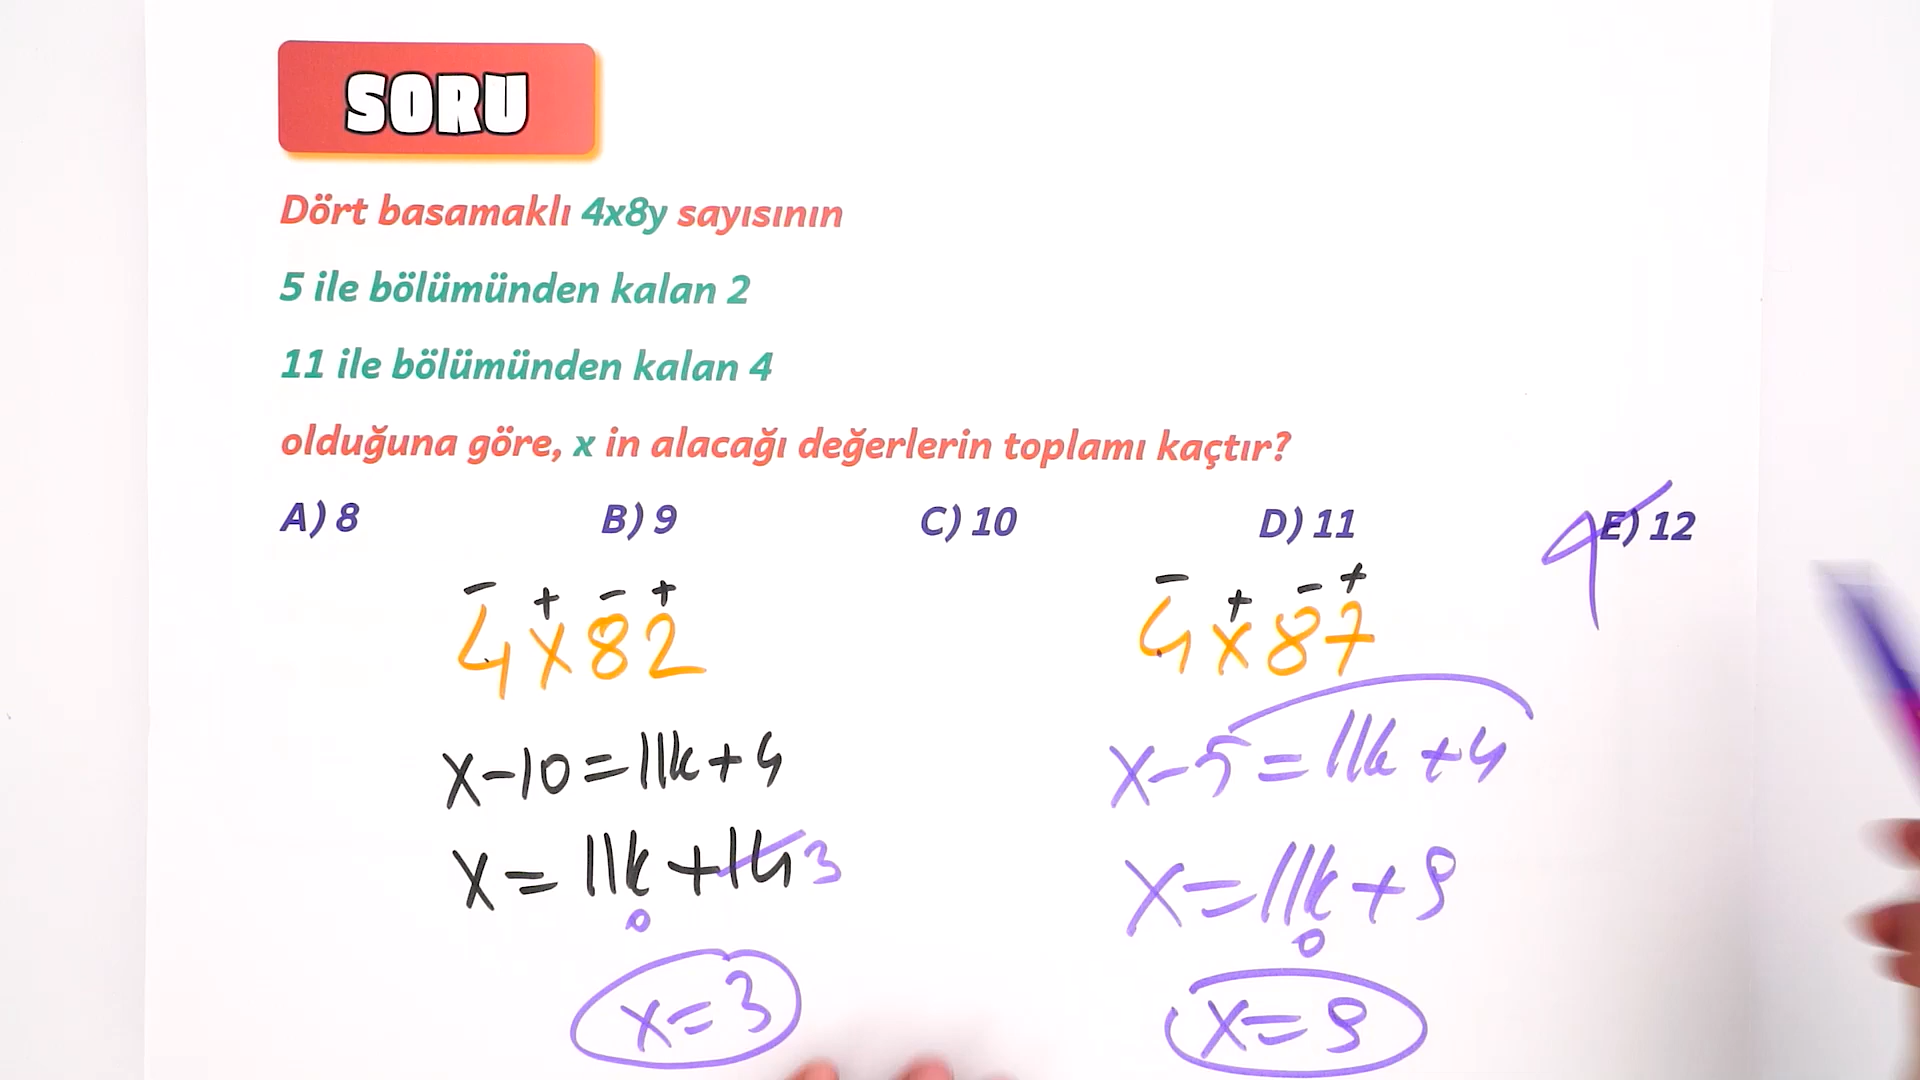 SORU
Dört basamaklı 4x8y sayısının
5 ile bölümünden kalan 2
11 ile bölümünden kalan 4
olduğuna göre, x in alacağı değerlerin toplamı kaçtır?
A) 8 B) 9 C) 10 D) 11 E) 12
- + - +
4x82
x-10=11k+4
x=11k+14 3
0
x=3
- + - +
4x87
x-5=11k+4
x=11k+9
0
x=9